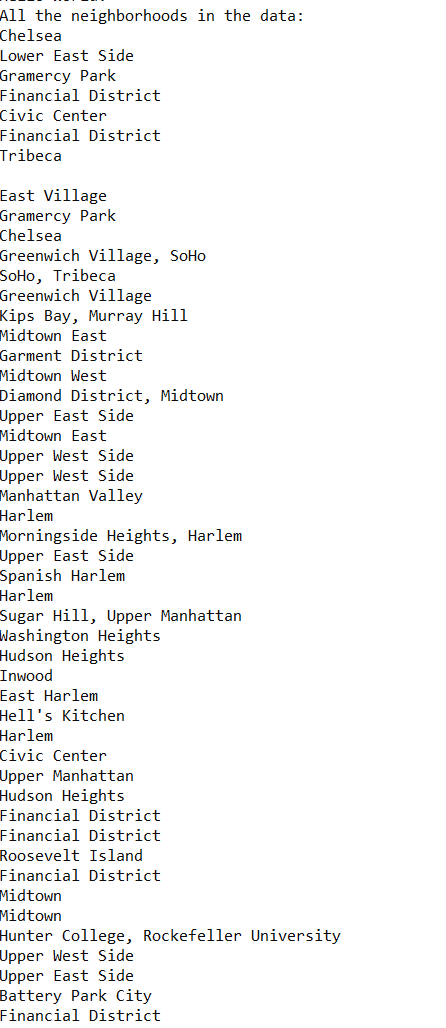 Hello World!
All the neighborhoods in the data:
Chelsea
Lower East Side
Gramercy Park
Financial District
Civic Center
Financial District
Tribeca
East Village
Gramercy Park
Chelsea
Greenwich Village, SoHo
SoHo, Tribeca
Greenwich Village
Kips Bay, Murray Hill
Midtown East
Garment District
Midtown West
Diamond District, Midtown
Upper East Side
Midtown East
Upper West Side
Upper West Side
Manhattan Valley
Harlem
Morningside Heights, Harlem
Upper East Side
Spanish Harlem
Harlem
Sugar Hill, Upper Manhattan
Washington Heights
Hudson Heights
Inwood
East Harlem
Hell's Kitchen
Harlem
Civic Center
Upper Manhattan
Hudson Heights
Financial District
Financial District
Roosevelt Island
Financial District
Midtown
Midtown
Hunter College, Rockefeller University
Upper West Side
Upper East Side
Battery Park City
Financial District